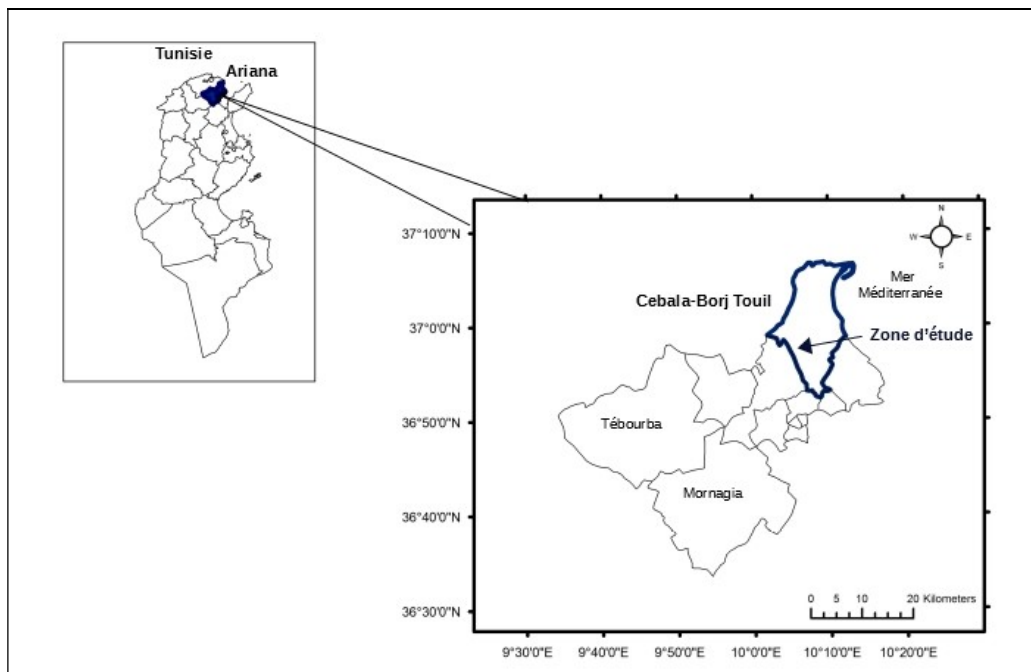 Tunisie
Ariana
37°10'0"N
37°0'0"N
36°50'0"N
36°40'0"N
36°30'0"N
N
W
E
S
Mer
Méditerranée
Cebala-Borj Touil
Zone d'étude
Tébourba
Mornagia
0 5 10 20 Kilometers
9°30'0"E 9°40'0"E 9°50'0"E 10°0'0"E 10°10'0"E 10°20'0"E